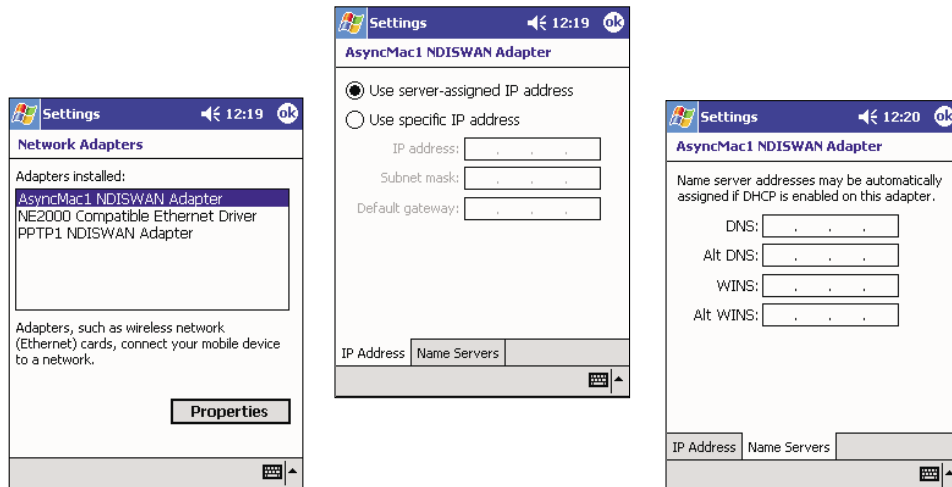 Settings 12:19 ok
Network Adapters
Adapters installed:
AsyncMac1 NDISWAN Adapter
NE2000 Compatible Ethernet Driver
PPTP1 NDISWAN Adapter
Adapters, such as wireless network
(Ethernet) cards, connect your mobile device
to a network.
Properties
Settings 12:19 ok
AsyncMac1 NDISWAN Adapter
Use server-assigned IP address
Use specific IP address
IP address: . . .
Subnet mask: . . .
Default gateway: . . .
IP Address Name Servers
Settings 12:20 ok
AsyncMac1 NDISWAN Adapter
Name server addresses may be automatically
assigned if DHCP is enabled on this adapter.
DNS: . . .
Alt DNS: . . .
WINS: . . .
Alt WINS: . . .
IP Address Name Servers